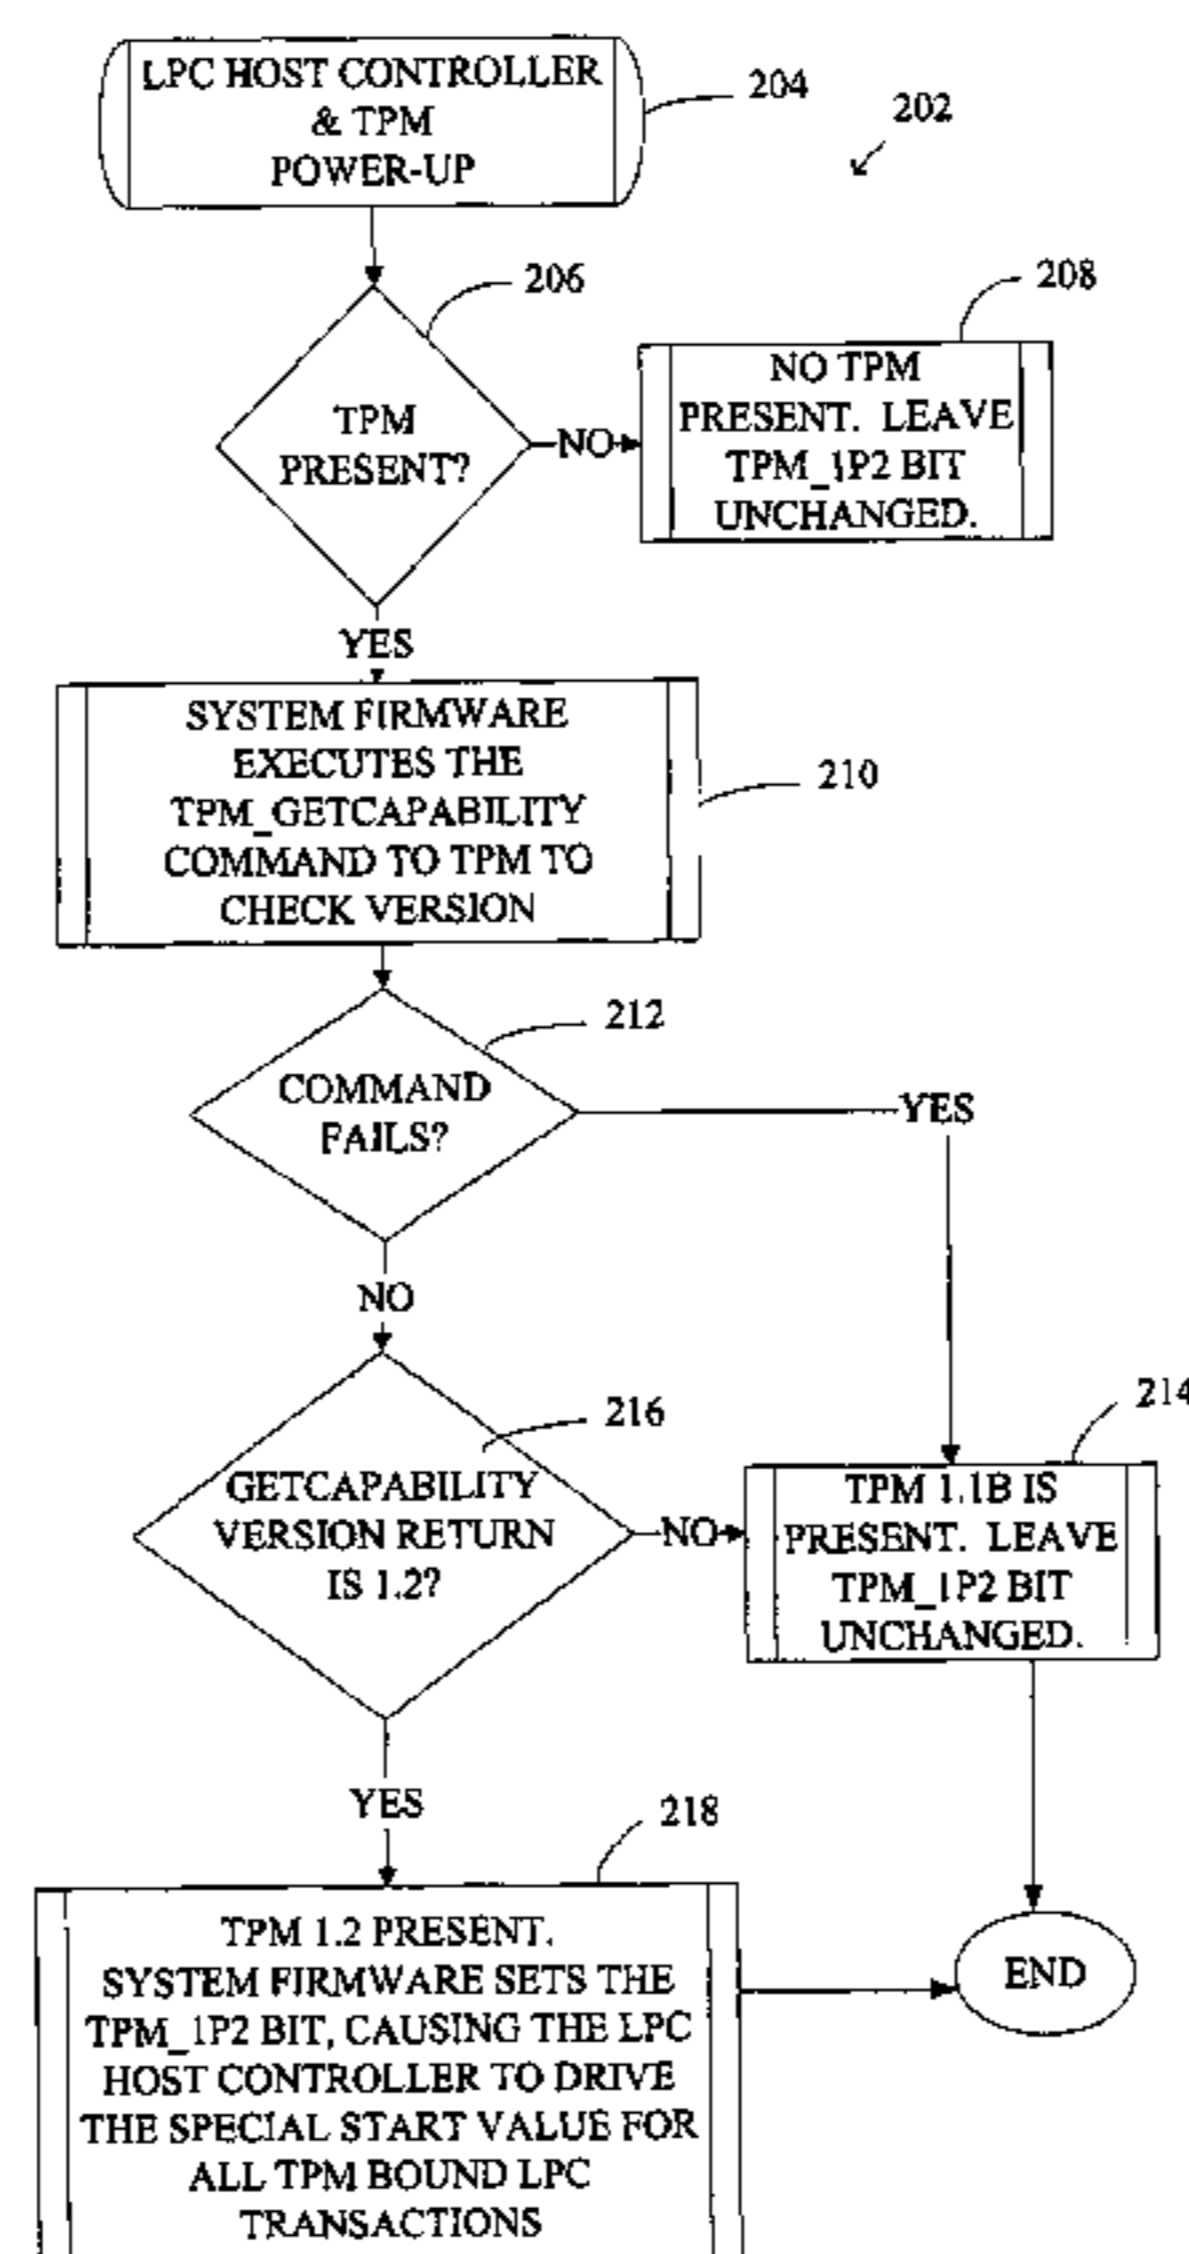 LPC HOST CONTROLLER
& TPM
POWER-UP
204
202
206
TPM
PRESENT?
NO
208
NO TPM
PRESENT. LEAVE
TPM_1P2 BIT
UNCHANGED.
YES
SYSTEM FIRMWARE
EXECUTES THE
TPM_GETCAPABILITY
COMMAND TO TPM TO
CHECK VERSION
210
212
COMMAND
FAILS?
YES
NO
216
GETCAPABILITY
VERSION RETURN
IS 1.2?
NO
214
TPM 1.1B IS
PRESENT. LEAVE
TPM_1P2 BIT
UNCHANGED.
YES
218
TPM 1.2 PRESENT.
SYSTEM FIRMWARE SETS THE
TPM_1P2 BIT, CAUSING THE LPC
HOST CONTROLLER TO DRIVE
THE SPECIAL START VALUE FOR
ALL TPM BOUND LPC
TRANSACTIONS
END